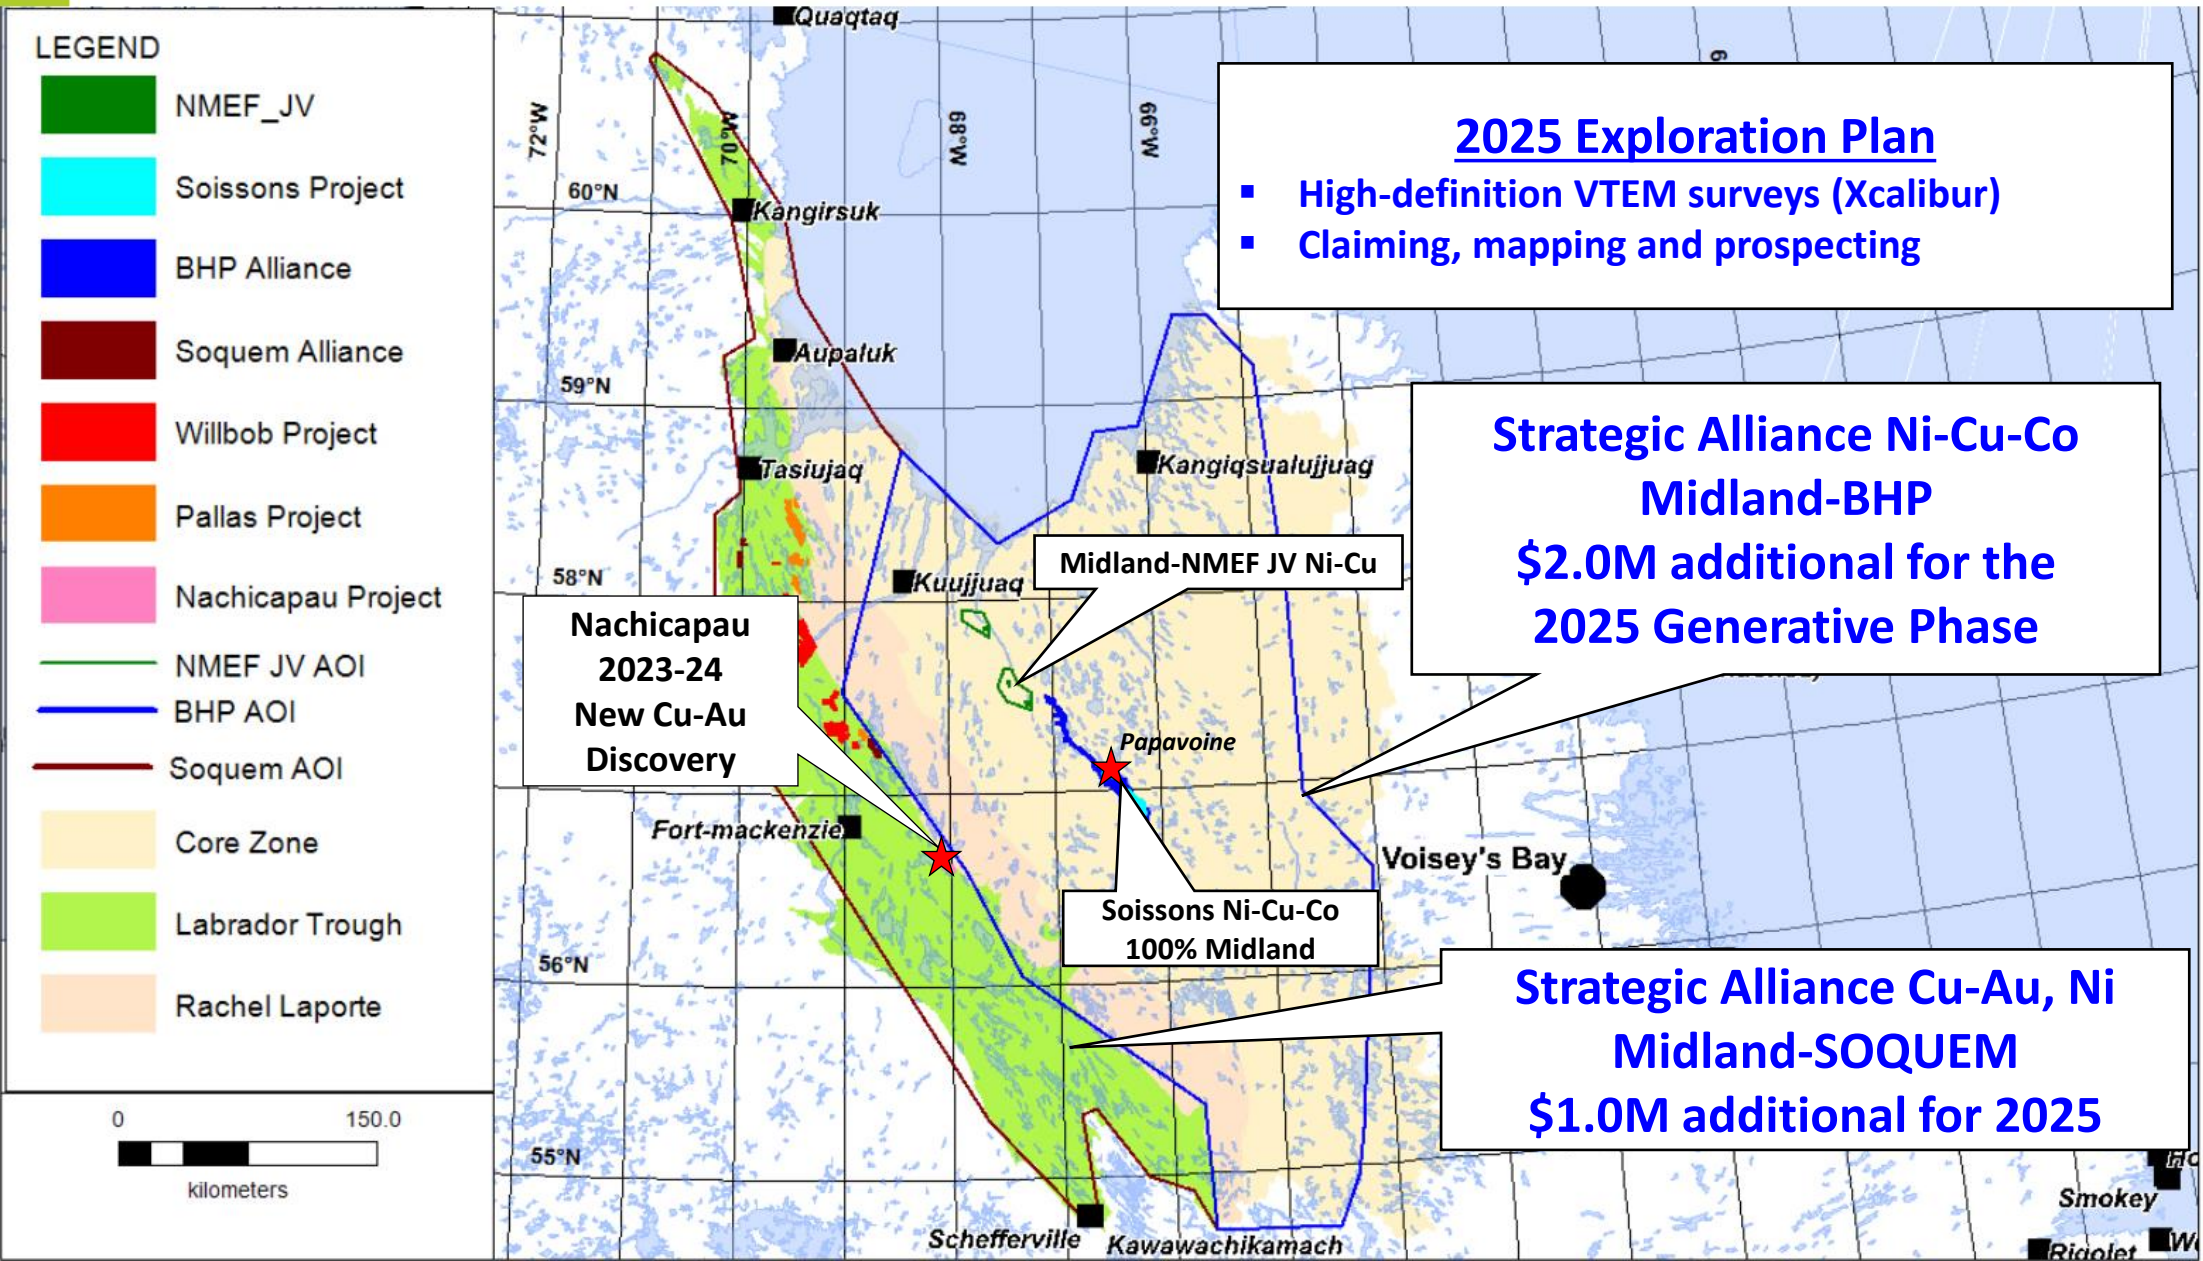 LEGEND
NMEF_JV
Soissons Project
BHP Alliance
Soquem Alliance
Willbob Project
Pallas Project
Nachicapau Project
NMEF JV AOI
BHP AOI
Soquem AOI
Core Zone
Labrador Trough
Rachel Laporte
0 150.0
kilometers
Quaqtaq
72°W
70°W
68°W
66°W
60°N
Kangirsuk
2025 Exploration Plan
▪ High-definition VTEM surveys (Xcalibur)
▪ Claiming, mapping and prospecting
Aupaluk
59°N
Tasiujaq
Kangiqsualujjuag
Strategic Alliance Ni-Cu-Co
Midland-BHP
$2.0M additional for the
2025 Generative Phase
58°N
Kuujjuaq
Midland-NMEF JV Ni-Cu
Nachicapau
2023-24
New Cu-Au
Discovery
Papavoine
Fort-mackenzie
Voisey's Bay
Soissons Ni-Cu-Co
100% Midland
56°N
Strategic Alliance Cu-Au, Ni
Midland-SOQUEM
$1.0M additional for 2025
55°N
Schefferville
Kawawachikamach
Smokey
Rigolet